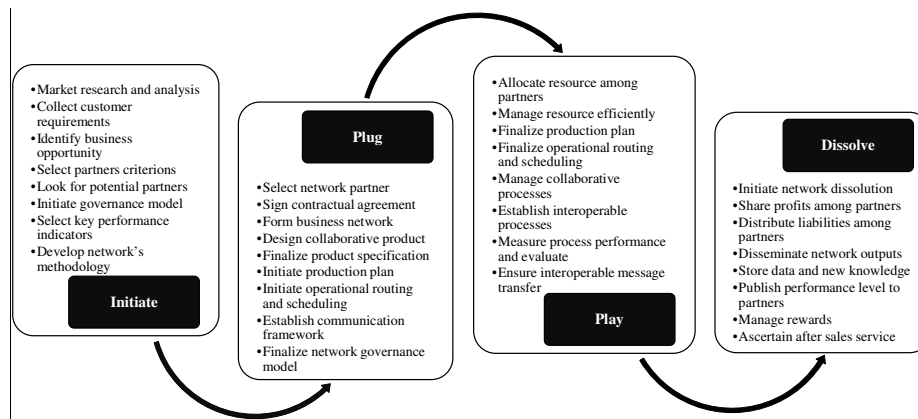 •Market research and analysis
•Collect customer
requirements
•Identify business
opportunity
•Select partners criterions
•Look for potential partners
•Initiate governance model
•Select key performance
indicators
•Develop network's
methodology
Initiate
Plug
•Select network partner
•Sign contractual agreement
•Form business network
•Design collaborative product
•Finalize product specification
•Initiate production plan
•Initiate operational routing
and scheduling
•Establish communication
framework
•Finalize network governance
model
•Allocate resource among
partners
•Manage resource efficiently
•Finalize production plan
•Finalize operational routing
and scheduling
•Manage collaborative
processes
•Establish interoperable
processes
•Measure process performance
and evaluate
•Ensure interoperable message
transfer
Play
Dissolve
•Initiate network dissolution
•Share profits among partners
•Distribute liabilities among
partners
•Disseminate network outputs
•Store data and new knowledge
•Publish performance level to
partners
•Manage rewards
•Ascertain after sales service